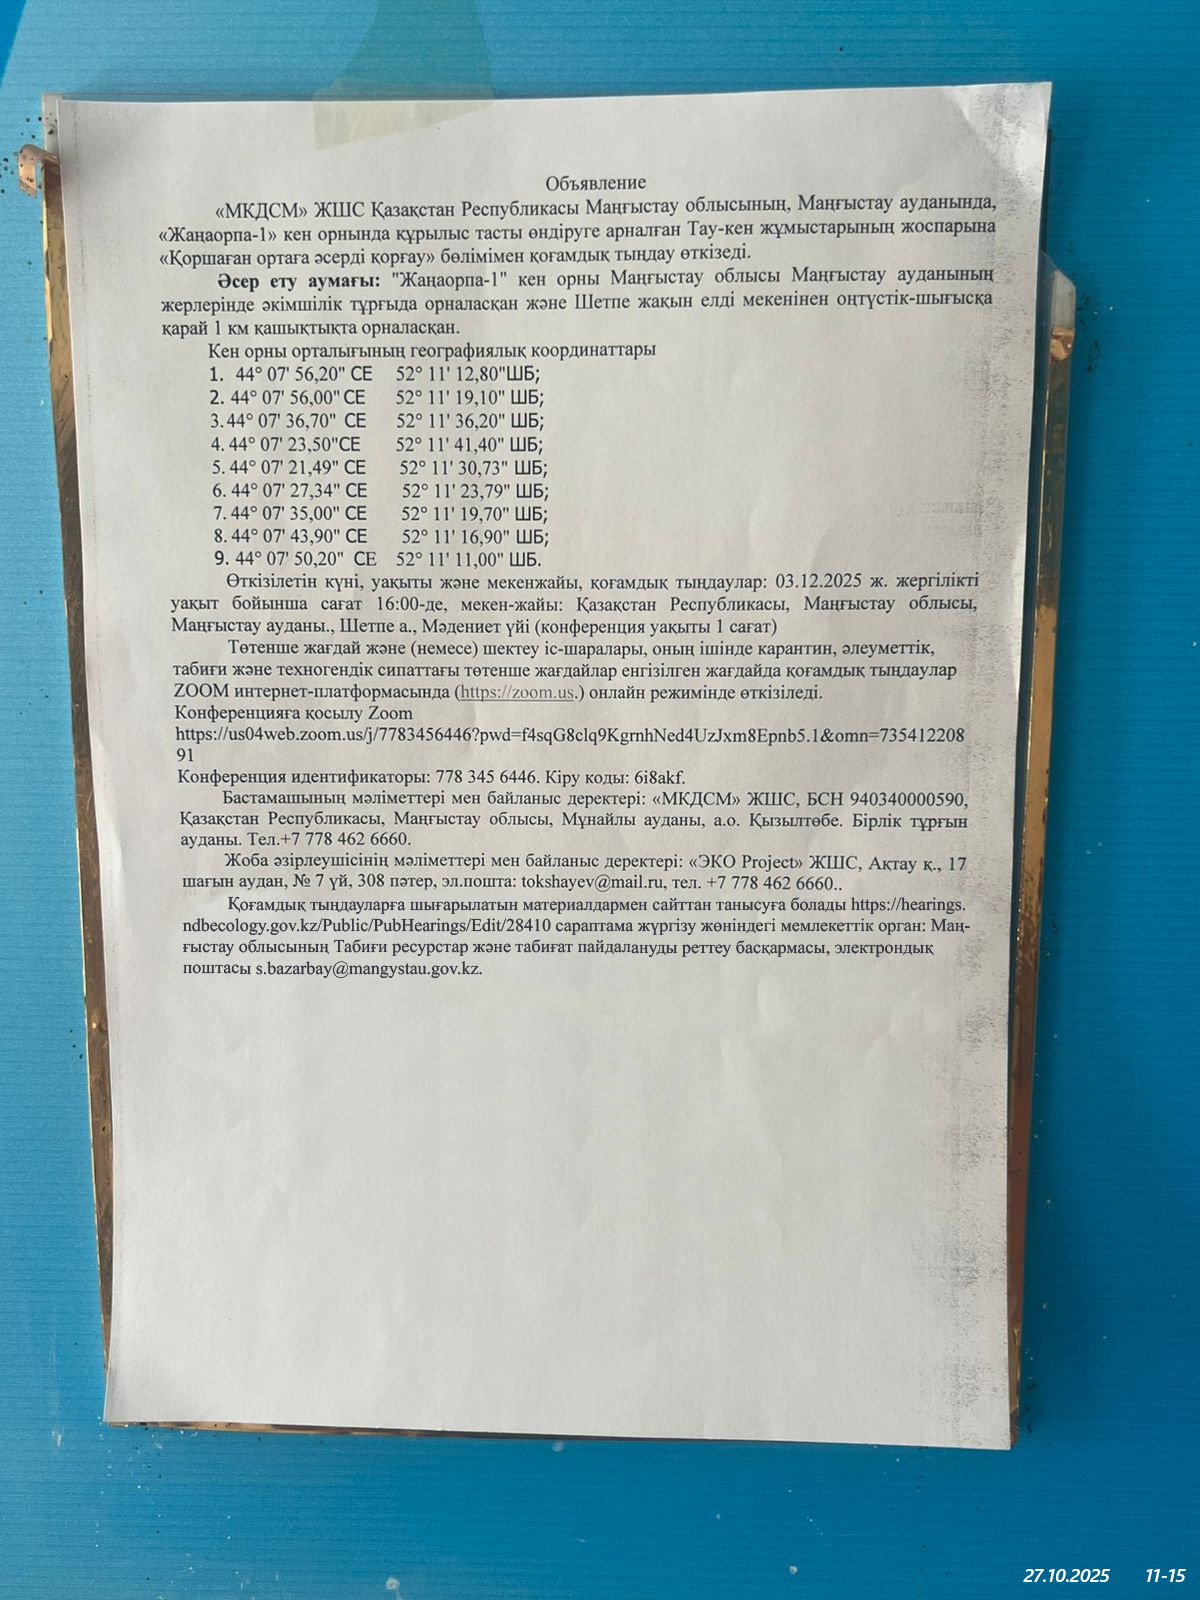 Объявление
«МКДСМ» ЖШС Қазақстан Республикасы Маңғыстау облысының, Маңғыстау ауданында,
«Жаңаорпа-1» кен орнында құрылыс тасты өндіруге арналған Тау-кен жұмыстарының жоспарына
«Қоршаған ортаға әсерді қорғау» бөлімімен қоғамдық тыңдау өткізеді.
Әсер ету аумағы: "Жаңаорпа-1" кен орны Маңғыстау облысы Маңғыстау ауданының
жерлерінде әкімшілік тұрғыда орналасқан және Шетпе жақын елді мекенінен оңтүстік-шығысқа
қарай 1 км қашықтықта орналасқан.
Кен орны орталығының географиялық координаттары
1. 44° 07' 56,20" СЕ 52° 11' 12,80"ШБ;
2. 44° 07' 56,00" СЕ 52° 11' 19,10" ШБ;
3. 44° 07' 36,70" СЕ 52° 11' 36,20" ШБ;
4. 44° 07' 23,50"СЕ 52° 11' 41,40" ШБ;
5. 44° 07' 21,49" СЕ 52° 11' 30,73" ШБ;
6. 44° 07' 27,34" СЕ 52° 11' 23,79" ШБ;
7. 44° 07' 35,00" СЕ 52° 11' 19,70" ШБ;
8. 44° 07' 43,90" СЕ 52° 11' 16,90" ШБ;
9. 44° 07' 50,20" СЕ 52° 11' 11,00" ШБ.
Өткізілетін күні, уақыты және мекенжайы, қоғамдық тыңдаулар: 03.12.2025 ж. жергілікті
уақыт бойынша сағат 16:00-де, мекен-жайы: Қазақстан Республикасы, Маңғыстау облысы,
Маңғыстау ауданы., Шетпе а., Мәдениет үйі (конференция уақыты 1 сағат)
Төтенше жағдай және (немесе) шектеу іс-шаралары, оның ішінде карантин, әлеуметтік,
табиғи және техногендік сипаттағы төтенше жағдайлар енгізілген жағдайда қоғамдық тыңдаулар
ZOOM интернет-платформасында (https://zoom.us.) онлайн режимінде өткізіледі.
Конференцияға қосылу Zoom
https://us04web.zoom.us/j/7783456446?pwd=f4sqG8clq9KgrnhNed4UzJxm8Epnb5.1&omn=735412208
91
Конференция идентификаторы: 778 345 6446. Кіру коды: 6i8akf.
Бастамашының мәліметтері мен байланыс деректері: «МКДСМ» ЖШС, БСН 940340000590,
Қазақстан Республикасы, Маңғыстау облысы, Мұнайлы ауданы, а.о. Қызылтөбе. Бірлік тұрғын
ауданы. Тел.+7 778 462 6660.
Жоба әзірлеушісінің мәліметтері мен байланыс деректері: «ЭКО Project» ЖШС, Ақтау қ., 17
шағын аудан, № 7 үй, 308 пәтер, эл.пошта: tokshayev@mail.ru, тел. +7 778 462 6660..
Қоғамдық тыңдауларға шығарылатын материалдармен сайттан танысуға болады https://hearings.
ndbecology.gov.kz/Public/PubHearings/Edit/28410 сараптама жүргізу жөніндегі мемлекеттік орган: Маң-
ғыстау облысының Табиғи ресурстар және табиғат пайдалануды реттеу басқармасы, электрондық
поштасы s.bazarbay@mangystau.gov.kz.
27.10.2025 11-15